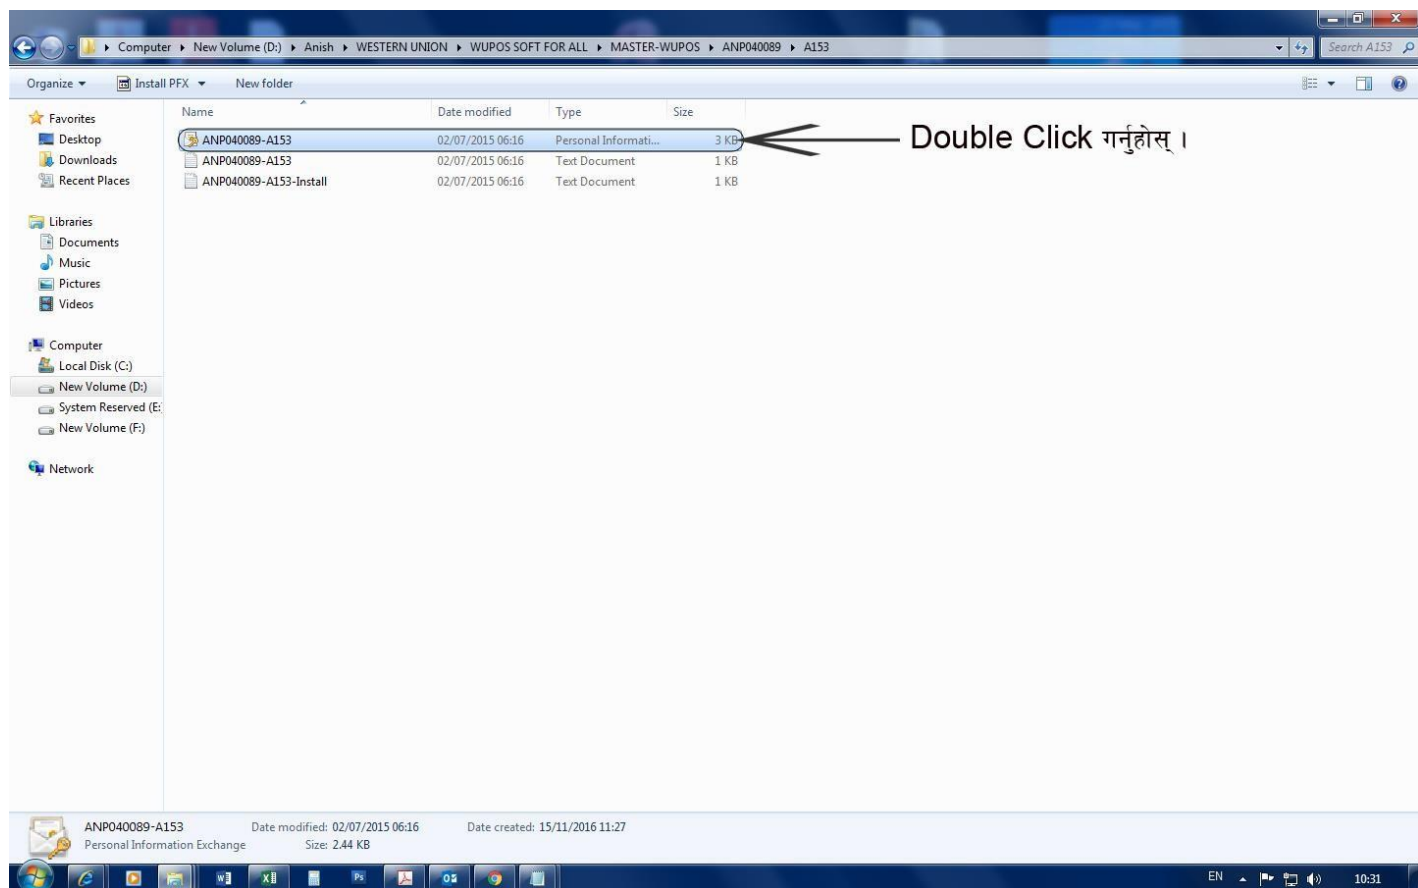 Computer ▸ New Volume (D:) ▸ Anish ▸ WESTERN UNION ▸ WUPOS SOFT FOR ALL ▸ MASTER-WUPOS ▸ ANP040089 ▸ A153
Search A153
Organize Install PFX New folder
Name Date modified Type Size
ANP040089-A153 02/07/2015 06:16 Personal Informati... 3 KB
Double Click गर्नुहोस् ।
ANP040089-A153 02/07/2015 06:16 Text Document 1 KB
ANP040089-A153-Install 02/07/2015 06:16 Text Document 1 KB
Favorites
Desktop
Downloads
Recent Places
Libraries
Documents
Music
Pictures
Videos
Computer
Local Disk (C:)
New Volume (D:)
System Reserved (E:
New Volume (F:)
Network
ANP040089-A153 Date modified: 02/07/2015 06:16 Date created: 15/11/2016 11:27
Personal Information Exchange Size: 2.44 KB
EN 10:31